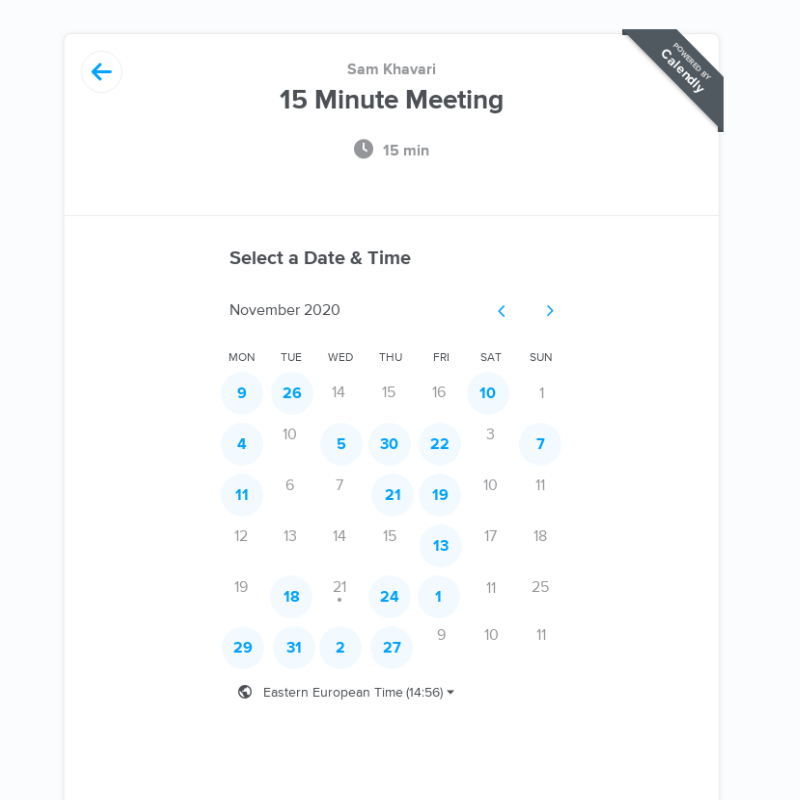 POWERED BY
Calendly
Sam Khavari
15 Minute Meeting
15 min
Select a Date & Time
November 2020
MON TUE WED THU FRI SAT SUN
9 26 14 15 16 10 1
4 10 5 30 22 3 7
11 6 7 21 19 10 11
12 13 14 15 13 17 18
19 18 21 24 1 11 25
29 31 2 27 9 10 11
Eastern European Time (14:56)